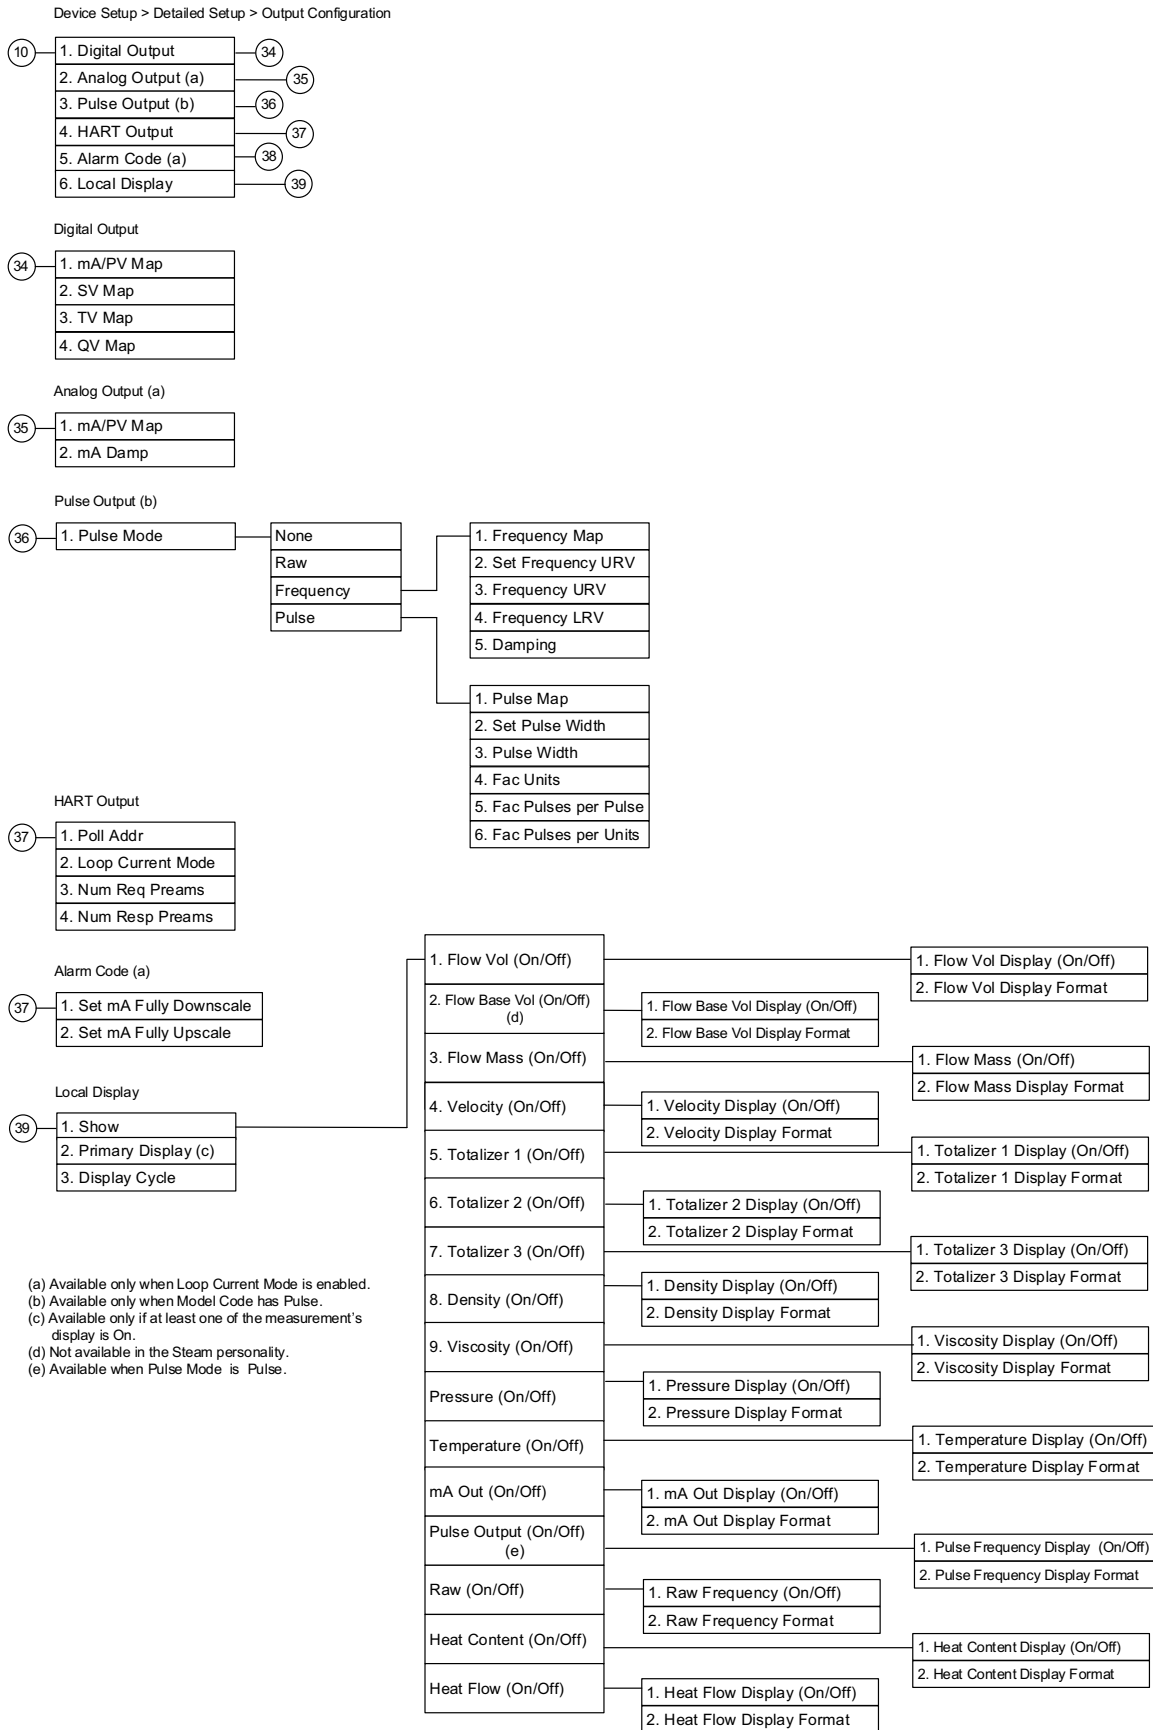 Device Setup > Detailed Setup > Output Configuration
10
1. Digital Output
34
2. Analog Output (a)
35
3. Pulse Output (b)
36
4. HART Output
37
5. Alarm Code (a)
38
6. Local Display
39
Digital Output
34
1. mA/PV Map
2. SV Map
3. TV Map
4. QV Map
Analog Output (a)
35
1. mA/PV Map
2. mA Damp
Pulse Output (b)
36
1. Pulse Mode
None
Raw
Frequency
Pulse
1. Frequency Map
2. Set Frequency URV
3. Frequency URV
4. Frequency LRV
5. Damping
1. Pulse Map
2. Set Pulse Width
3. Pulse Width
4. Fac Units
5. Fac Pulses per Pulse
6. Fac Pulses per Units
HART Output
37
1. Poll Addr
2. Loop Current Mode
3. Num Req Preams
4. Num Resp Preams
Alarm Code (a)
37
1. Set mA Fully Downscale
2. Set mA Fully Upscale
Local Display
39
1. Show
2. Primary Display (c)
3. Display Cycle
1. Flow Vol (On/Off)
1. Flow Vol Display (On/Off)
2. Flow Vol Display Format
2. Flow Base Vol (On/Off)
(d)
1. Flow Base Vol Display (On/Off)
2. Flow Base Vol Display Format
3. Flow Mass (On/Off)
1. Flow Mass (On/Off)
2. Flow Mass Display Format
4. Velocity (On/Off)
1. Velocity Display (On/Off)
2. Velocity Display Format
5. Totalizer 1 (On/Off)
1. Totalizer 1 Display (On/Off)
2. Totalizer 1 Display Format
6. Totalizer 2 (On/Off)
1. Totalizer 2 Display (On/Off)
2. Totalizer 2 Display Format
7. Totalizer 3 (On/Off)
1. Totalizer 3 Display (On/Off)
2. Totalizer 3 Display Format
8. Density (On/Off)
1. Density Display (On/Off)
2. Density Display Format
9. Viscosity (On/Off)
1. Viscosity Display (On/Off)
2. Viscosity Display Format
Pressure (On/Off)
1. Pressure Display (On/Off)
2. Pressure Display Format
Temperature (On/Off)
1. Temperature Display (On/Off)
2. Temperature Display Format
mA Out (On/Off)
1. mA Out Display (On/Off)
2. mA Out Display Format
Pulse Output (On/Off)
(e)
1. Pulse Frequency Display (On/Off)
2. Pulse Frequency Display Format
Raw (On/Off)
1. Raw Frequency (On/Off)
2. Raw Frequency Format
Heat Content (On/Off)
1. Heat Content Display (On/Off)
2. Heat Content Display Format
Heat Flow (On/Off)
1. Heat Flow Display (On/Off)
2. Heat Flow Display Format
(a) Available only when Loop Current Mode is enabled.
(b) Available only when Model Code has Pulse.
(c) Available only if at least one of the measurement's
display is On.
(d) Not available in the Steam personality.
(e) Available when Pulse Mode is Pulse.